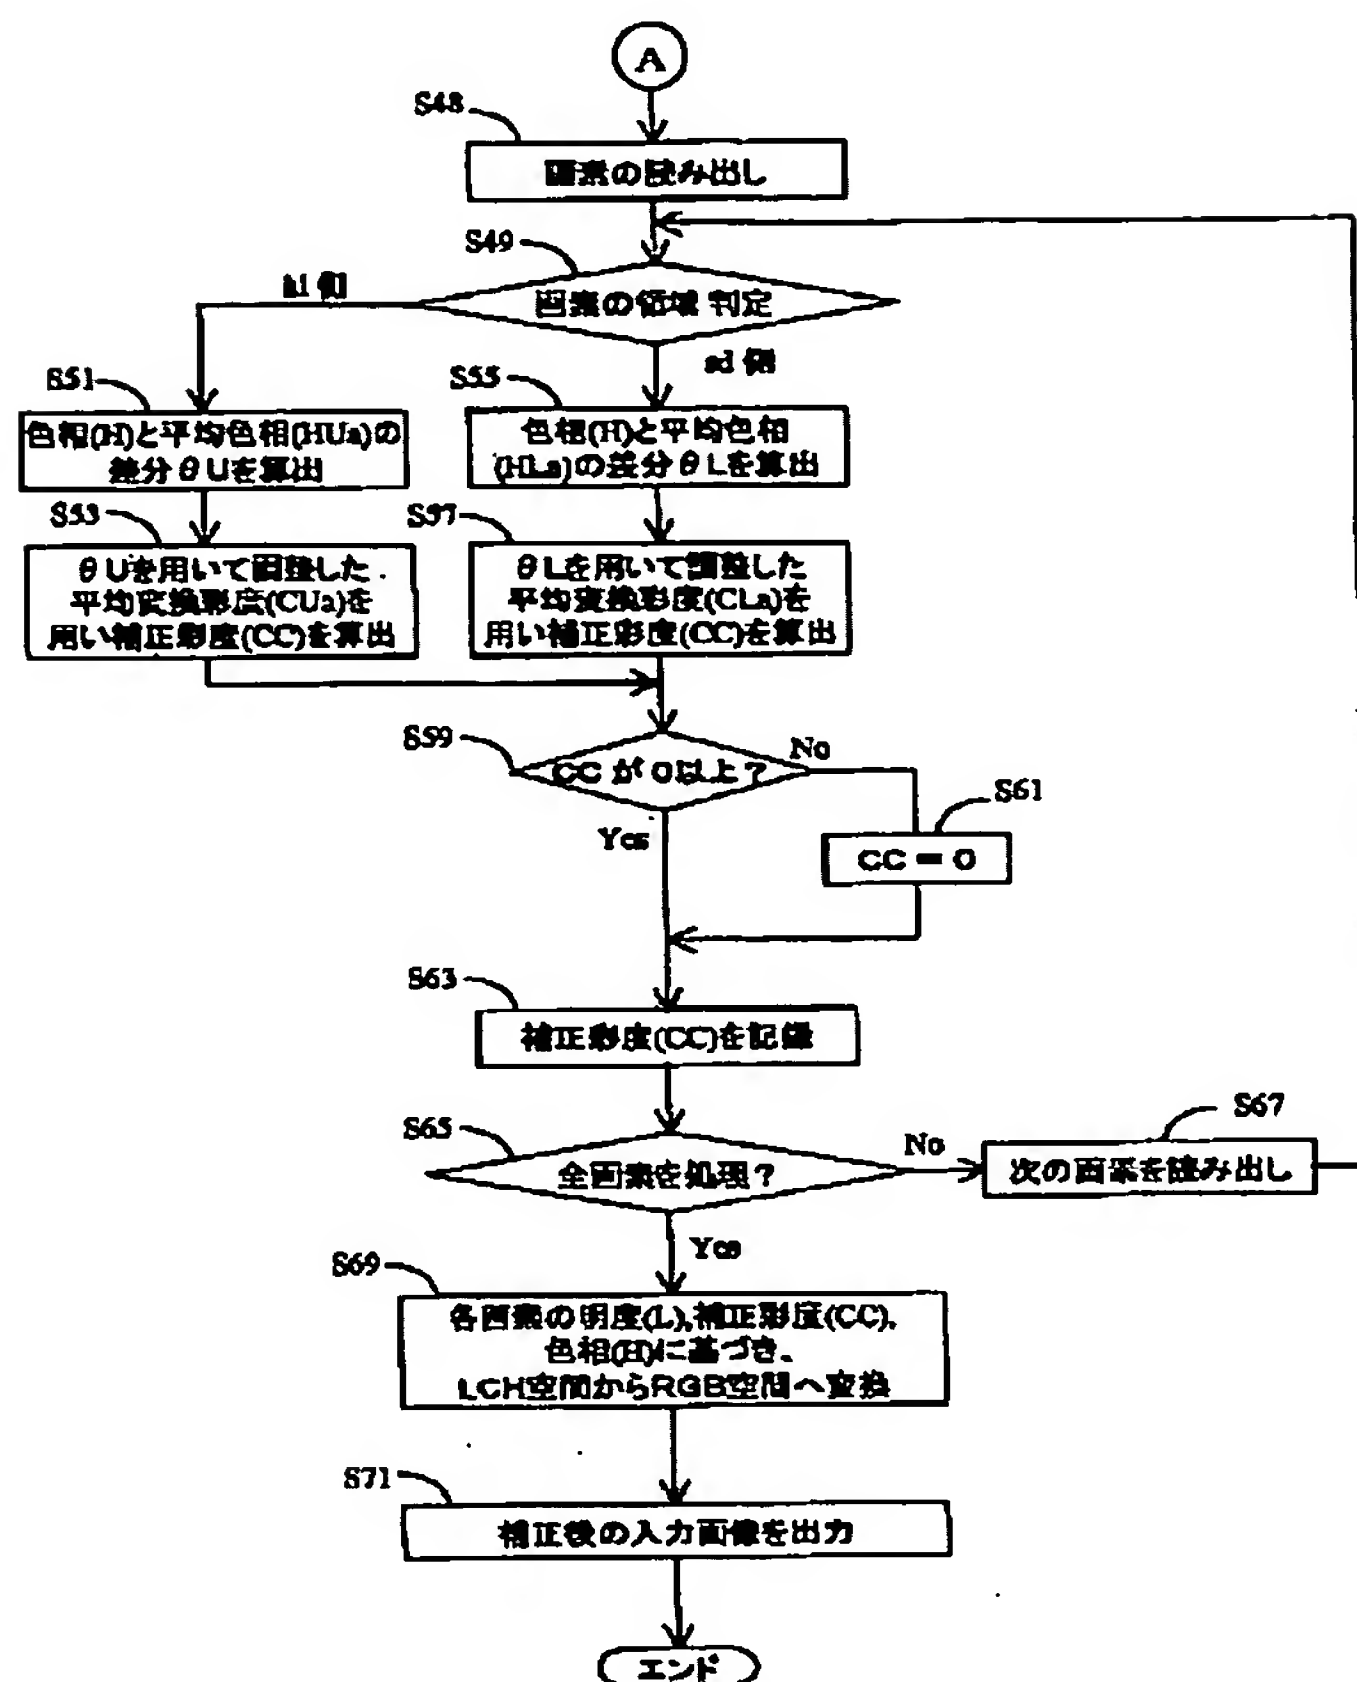 A
S48
画素の読み出し
S49
画素の領域 判定
側
sd 側
S51
色相(H)と平均色相(HUa)の
差分θUを算出
S55
色相(H)と平均色相
(HLa)の差分θLを算出
S53
θUを用いて調整した
平均変換彩度(CUa)を
用い補正彩度(CC)を算出
S57
θLを用いて調整した
平均変換彩度(CLa)を
用い補正彩度(CC)を算出
S59
CC が 0以上?
No
Yes
S61
CC = 0
S63
補正彩度(CC)を記録
S65
全画素を処理?
No
Yes
S67
次の画素を読み出し
S69
各画素の明度(L),補正彩度(CC),
色相(H)に基づき、
LCH空間からRGB空間へ変換
S71
補正後の入力画像を出力
エンド